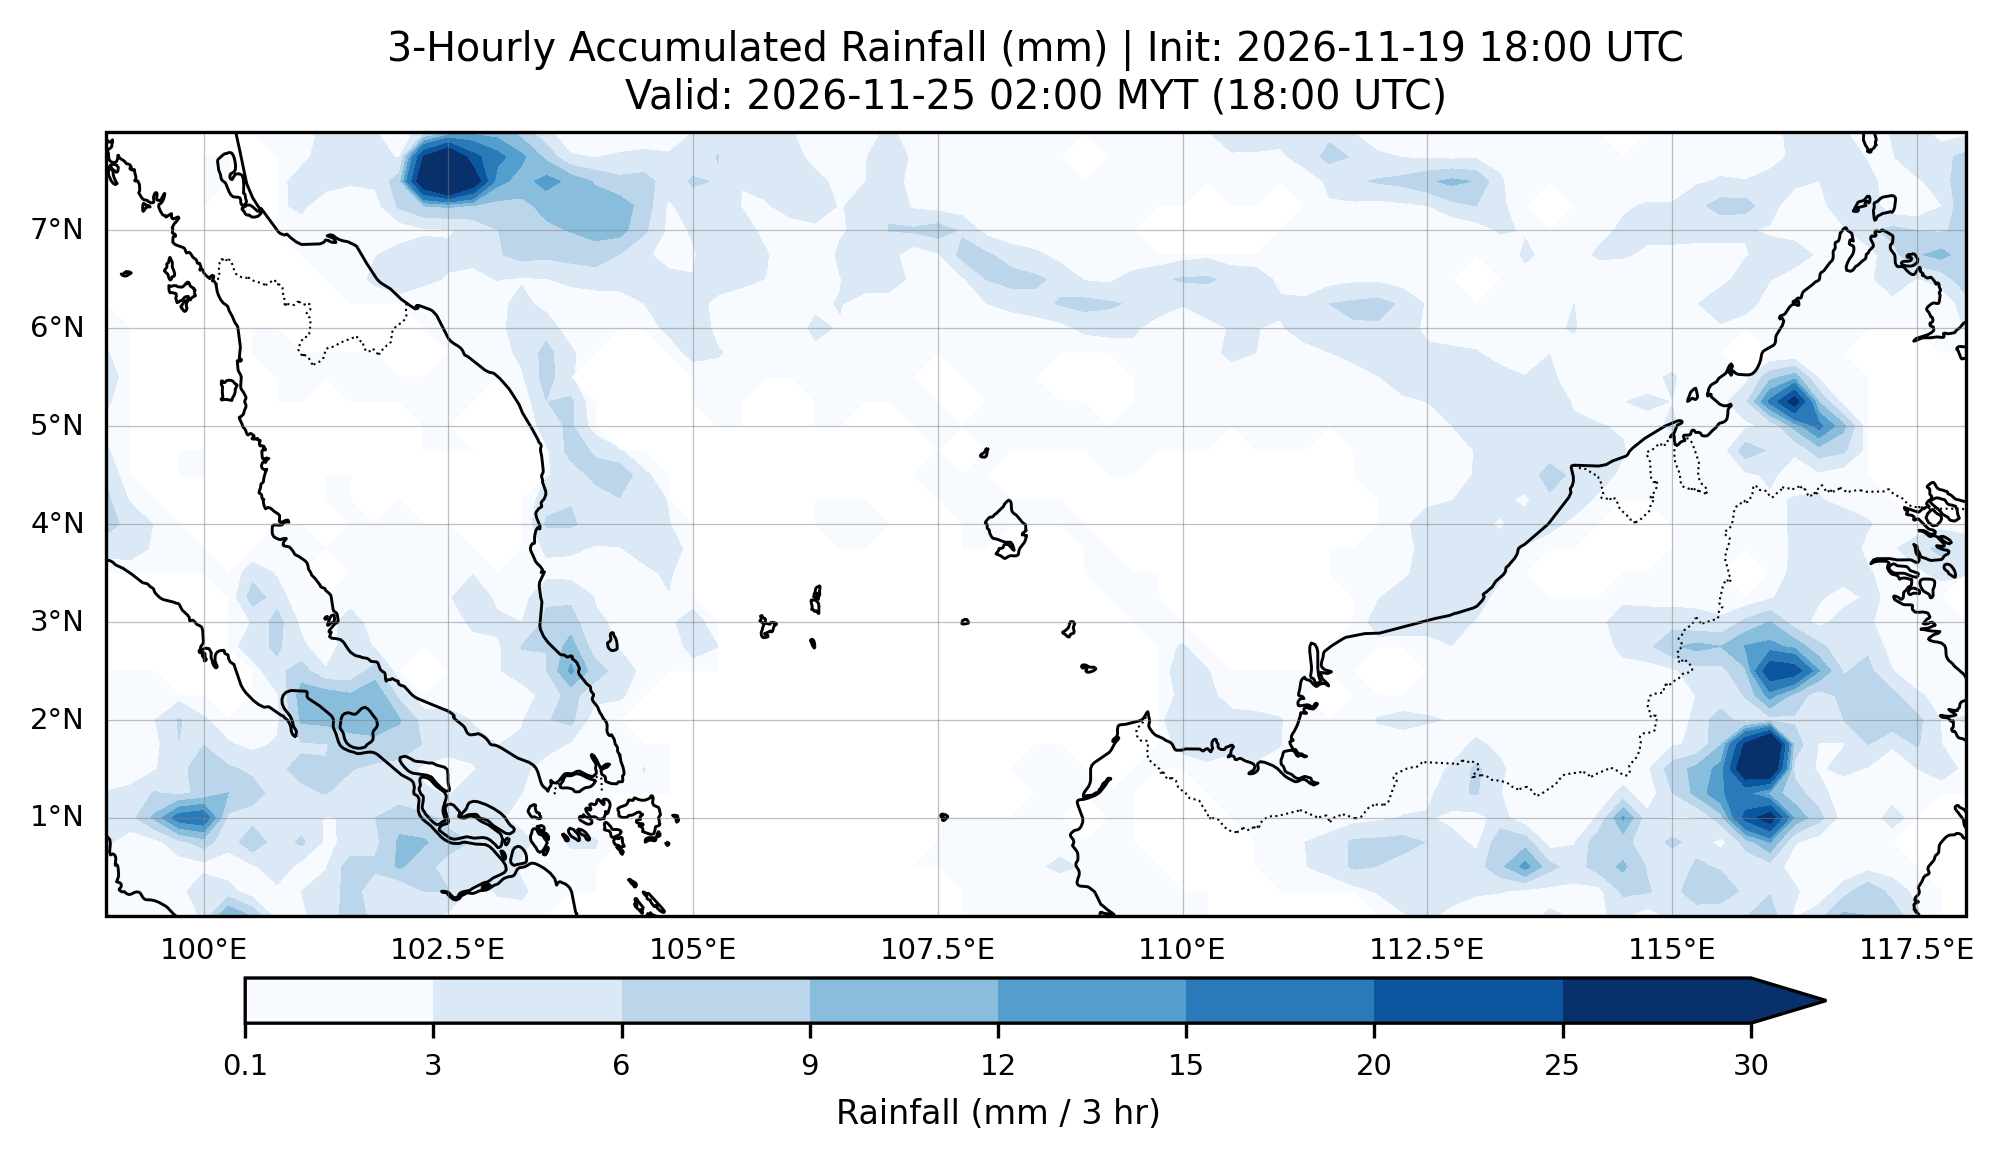 3-Hourly Accumulated Rainfall (mm) | Init: 2026-11-19 18:00 UTC
Valid: 2026-11-25 02:00 MYT (18:00 UTC)
7°N
6°N
5°N
4°N
3°N
2°N
1°N
100°E 102.5°E 105°E 107.5°E 110°E 112.5°E 115°E 117.5°E
0.1 3 6 9 12 15 20 25 30
Rainfall (mm / 3 hr)